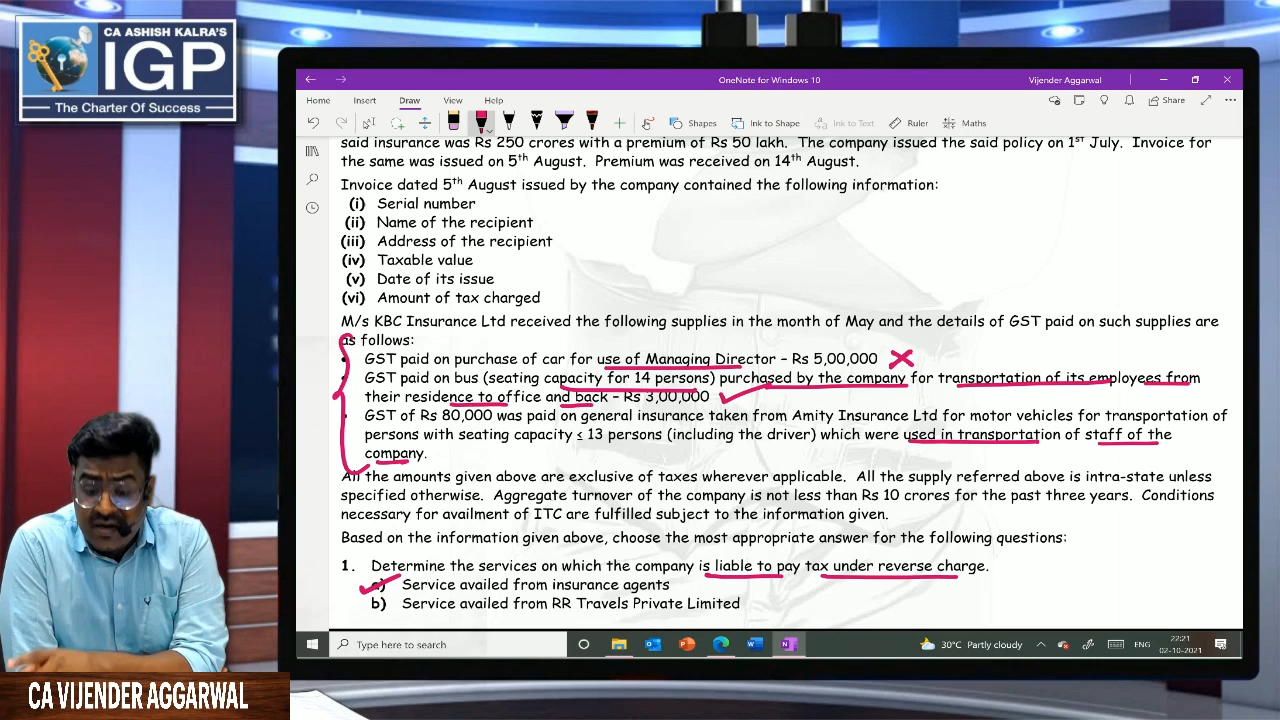 CA ASHISH KALRA'S
IGP
The Charter Of Success
OneNote for Windows 10
Vijender Aggarwal
Home Insert Draw View Help
Share
Shapes Ink to Shape Ink to Text Ruler Maths
said insurance was Rs 250 crores with a premium of Rs 50 lakh. The company issued the said policy on 1st July. Invoice for
the same was issued on 5th August. Premium was received on 14th August.
Invoice dated 5th August issued by the company contained the following information:
(i) Serial number
(ii) Name of the recipient
(iii) Address of the recipient
(iv) Taxable value
(v) Date of its issue
(vi) Amount of tax charged
M/s KBC Insurance Ltd received the following supplies in the month of May and the details of GST paid on such supplies are
as follows:
• GST paid on purchase of car for use of Managing Director – Rs 5,00,000
• GST paid on bus (seating capacity for 14 persons) purchased by the company for transportation of its employees from
their residence to office and back – Rs 3,00,000
• GST of Rs 80,000 was paid on general insurance taken from Amity Insurance Ltd for motor vehicles for transportation of
persons with seating capacity ≤ 13 persons (including the driver) which were used in transportation of staff of the
company.
All the amounts given above are exclusive of taxes wherever applicable. All the supply referred above is intra-state unless
specified otherwise. Aggregate turnover of the company is not less than Rs 10 crores for the past three years. Conditions
necessary for availment of ITC are fulfilled subject to the information given.
Based on the information given above, choose the most appropriate answer for the following questions:
1. Determine the services on which the company is liable to pay tax under reverse charge.
a) Service availed from insurance agents
b) Service availed from RR Travels Private Limited
Type here to search
30°C Partly cloudy
ENG
22:21
02-10-2021
CA VIJENDER AGGARWAL